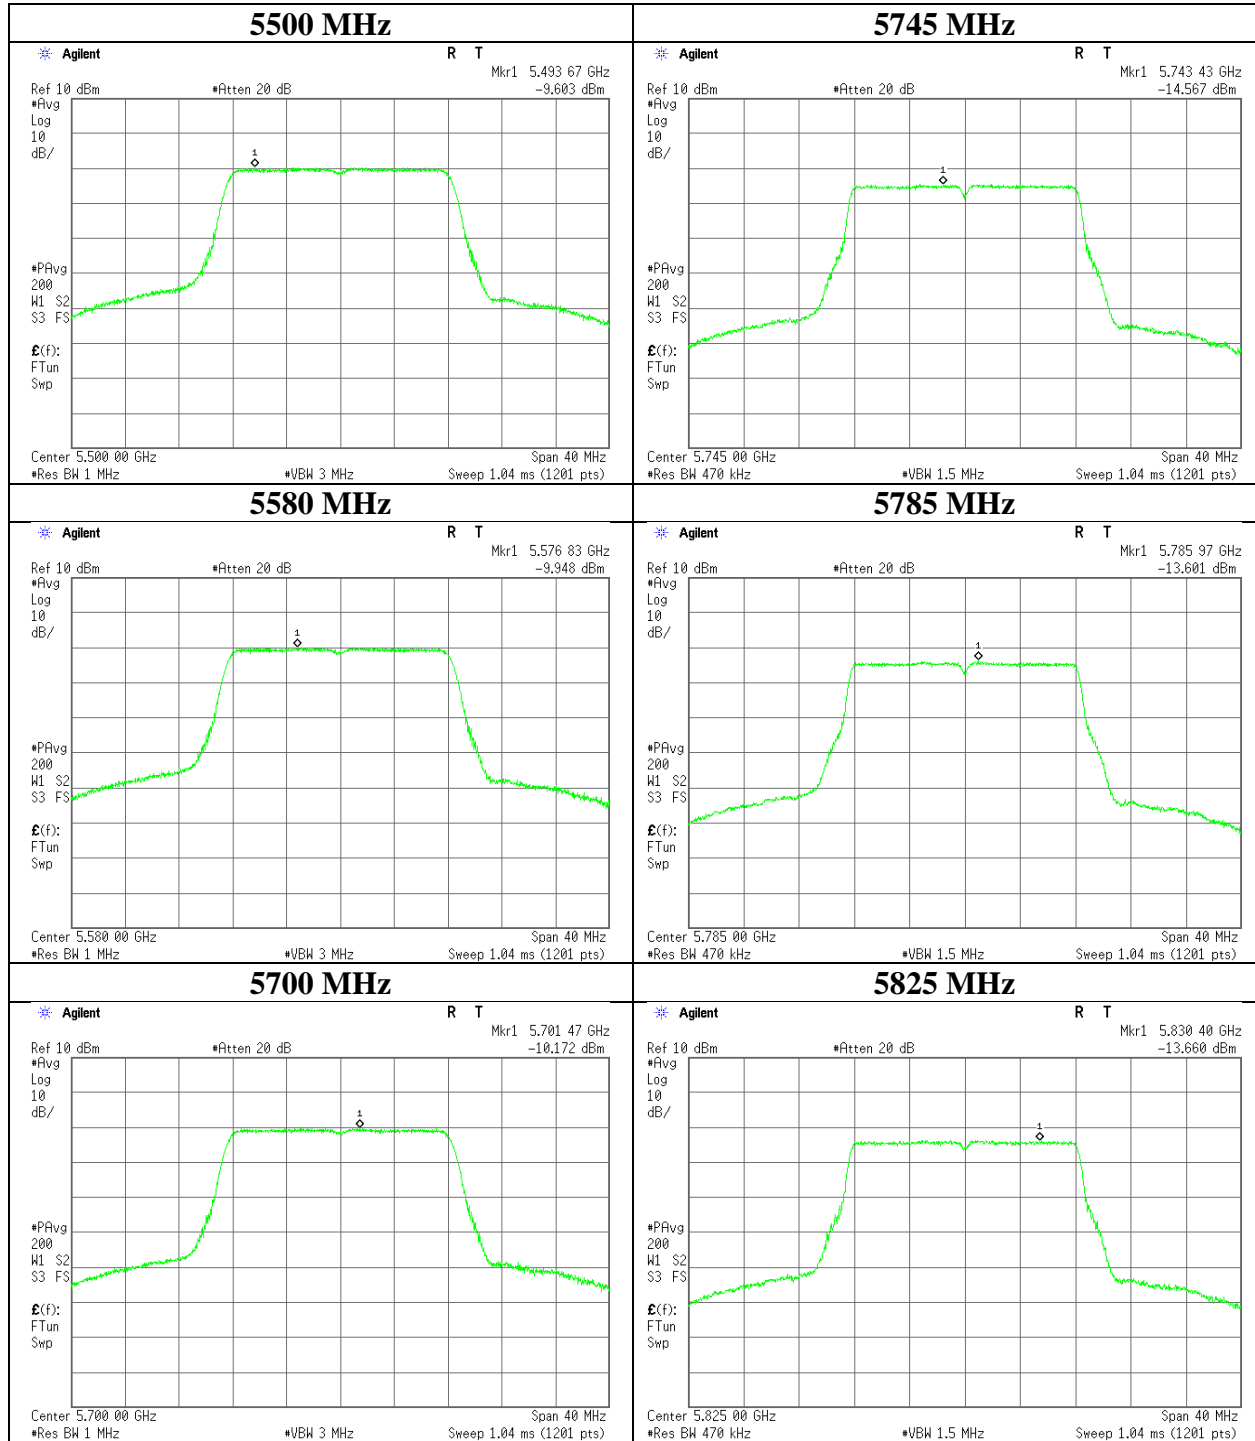 5500 MHz
Agilent R T
Mkr1 5.493 67 GHz
Ref 10 dBm #Atten 20 dB -9.603 dBm
#Avg
Log
10
dB/
1
#PAvg
200
W1 S2
S3 FS
£(f):
FTun
Swp
Center 5.500 00 GHz Span 40 MHz
#Res BW 1 MHz #VBW 3 MHz Sweep 1.04 ms (1201 pts)
5745 MHz
Agilent R T
Mkr1 5.743 43 GHz
Ref 10 dBm #Atten 20 dB -14.567 dBm
#Avg
Log
10
dB/
1
#PAvg
200
W1 S2
S3 FS
£(f):
FTun
Swp
Center 5.745 00 GHz Span 40 MHz
#Res BW 470 kHz #VBW 1.5 MHz Sweep 1.04 ms (1201 pts)
5580 MHz
Agilent R T
Mkr1 5.576 83 GHz
Ref 10 dBm #Atten 20 dB -9.948 dBm
#Avg
Log
10
dB/
1
#PAvg
200
W1 S2
S3 FS
£(f):
FTun
Swp
Center 5.580 00 GHz Span 40 MHz
#Res BW 1 MHz #VBW 3 MHz Sweep 1.04 ms (1201 pts)
5785 MHz
Agilent R T
Mkr1 5.785 97 GHz
Ref 10 dBm #Atten 20 dB -13.601 dBm
#Avg
Log
10
dB/
1
#PAvg
200
W1 S2
S3 FS
£(f):
FTun
Swp
Center 5.785 00 GHz Span 40 MHz
#Res BW 470 kHz #VBW 1.5 MHz Sweep 1.04 ms (1201 pts)
5700 MHz
Agilent R T
Mkr1 5.701 47 GHz
Ref 10 dBm #Atten 20 dB -10.172 dBm
#Avg
Log
10
dB/
1
#PAvg
200
W1 S2
S3 FS
£(f):
FTun
Swp
Center 5.700 00 GHz Span 40 MHz
#Res BW 1 MHz #VBW 3 MHz Sweep 1.04 ms (1201 pts)
5825 MHz
Agilent R T
Mkr1 5.830 40 GHz
Ref 10 dBm #Atten 20 dB -13.660 dBm
#Avg
Log
10
dB/
1
#PAvg
200
W1 S2
S3 FS
£(f):
FTun
Swp
Center 5.825 00 GHz Span 40 MHz
#Res BW 470 kHz #VBW 1.5 MHz Sweep 1.04 ms (1201 pts)